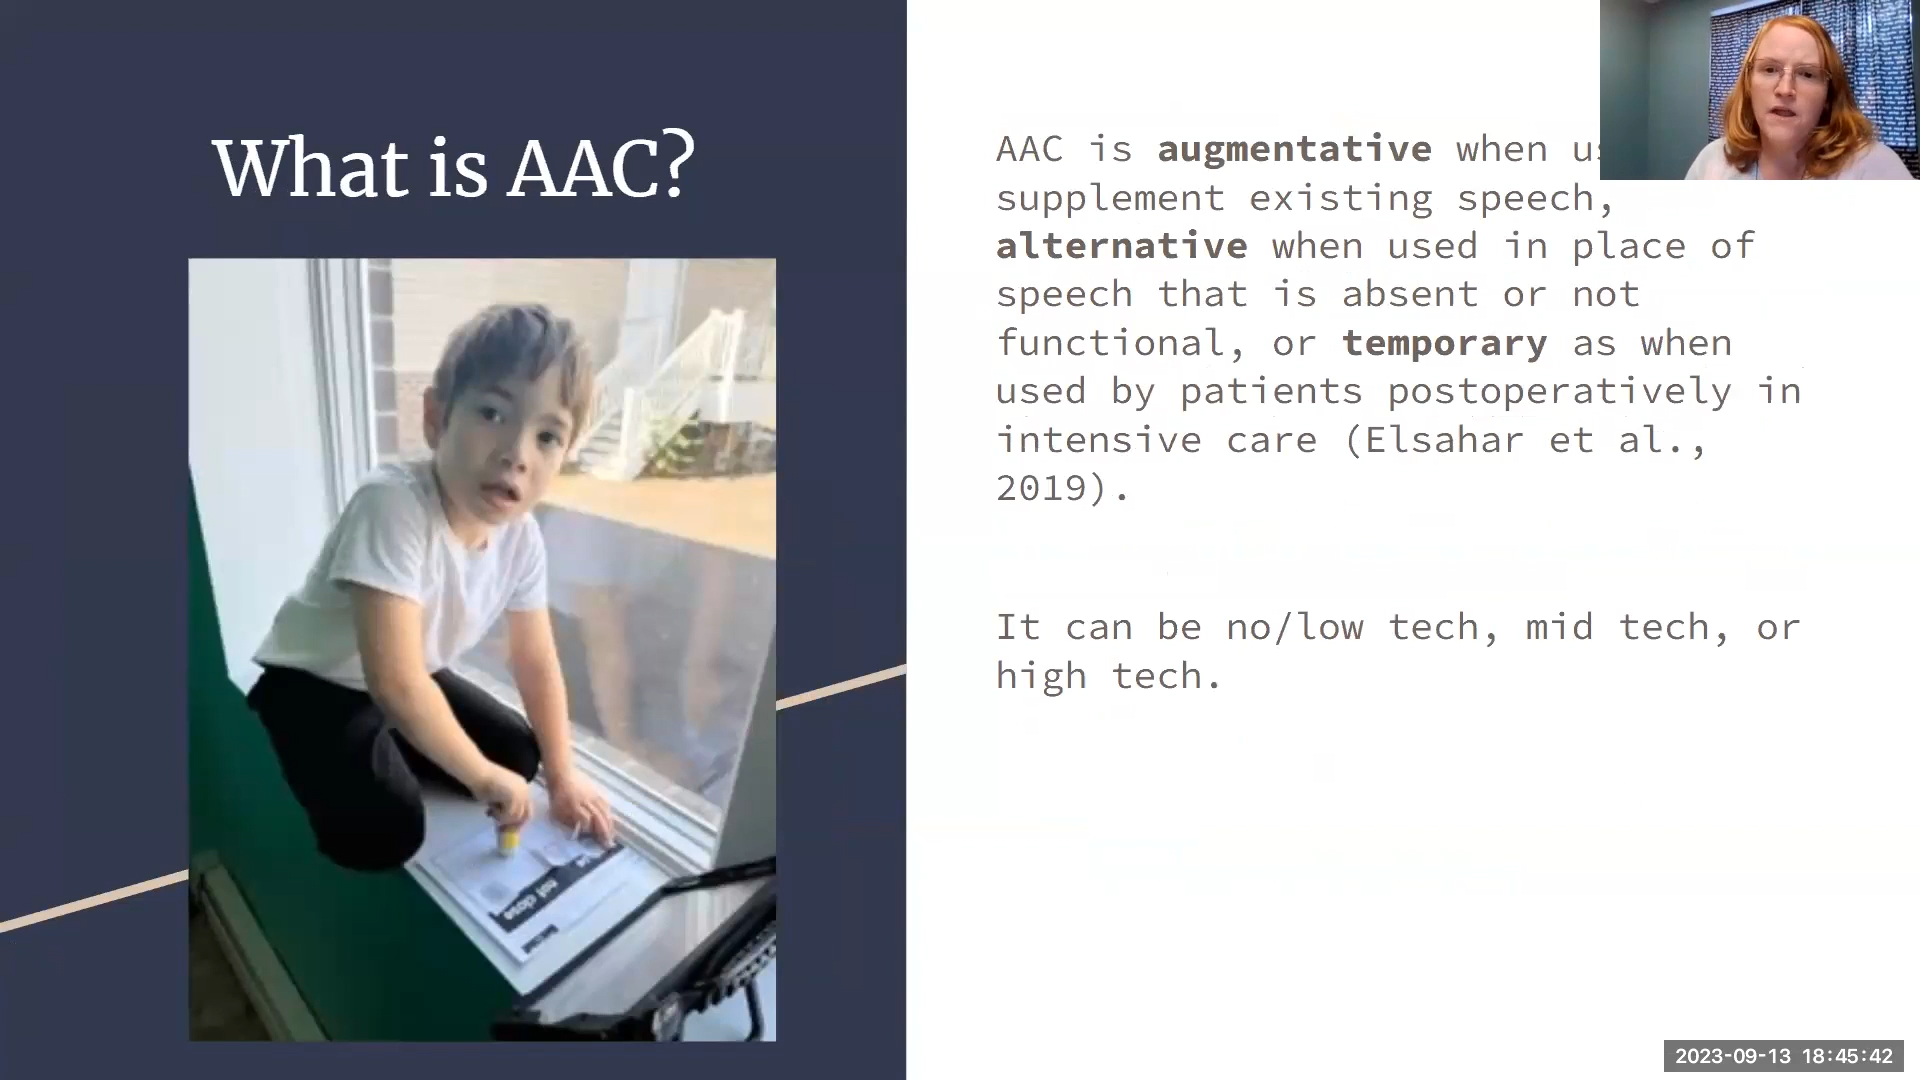 What is AAC?
AAC is augmentative when
supplement existing speech,
alternative when used in place of
speech that is absent or not
functional, or temporary as when
used by patients postoperatively in
intensive care (Elsahar et al.,
2019).
It can be no/low tech, mid tech, or
high tech.
not close
2023-09-13 18:45:42